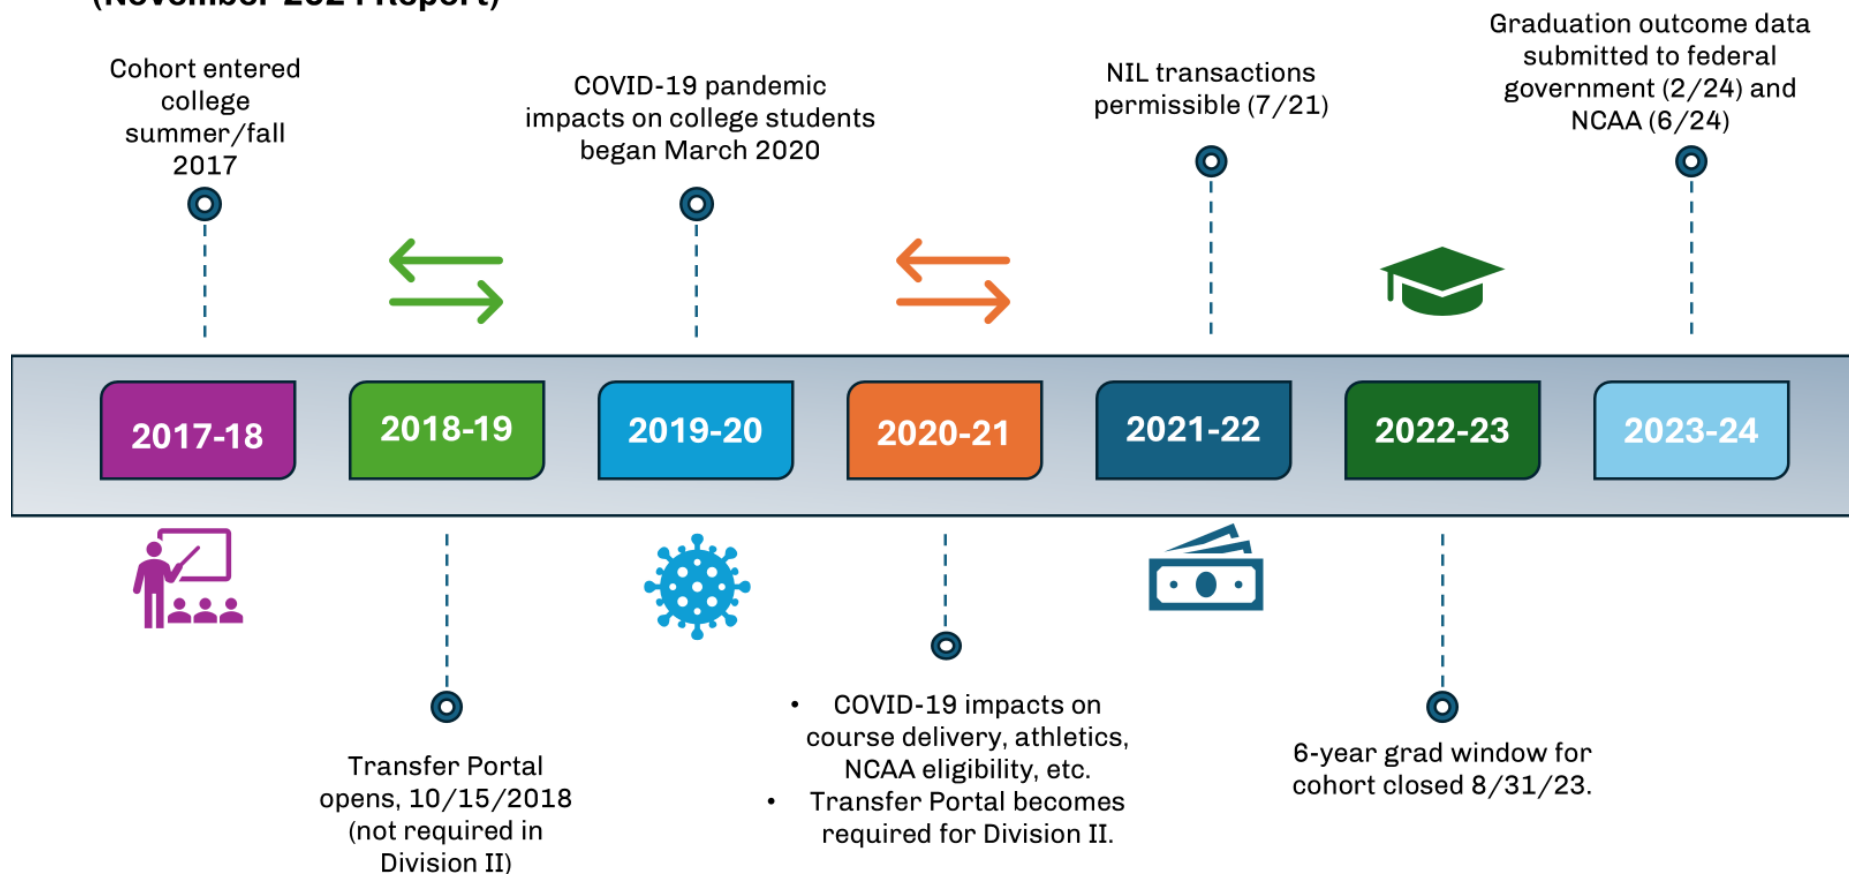 (November 2024 Report)
Cohort entered
college
summer/fall
2017
COVID-19 pandemic
impacts on college students
began March 2020
NIL transactions
permissible (7/21)
Graduation outcome data
submitted to federal
government (2/24) and
NCAA (6/24)
2017-18
2018-19
2019-20
2020-21
2021-22
2022-23
2023-24
Transfer Portal
opens, 10/15/2018
(not required in
Division II)
• COVID-19 impacts on
course delivery, athletics,
NCAA eligibility, etc.
• Transfer Portal becomes
required for Division II.
6-year grad window for
cohort closed 8/31/23.